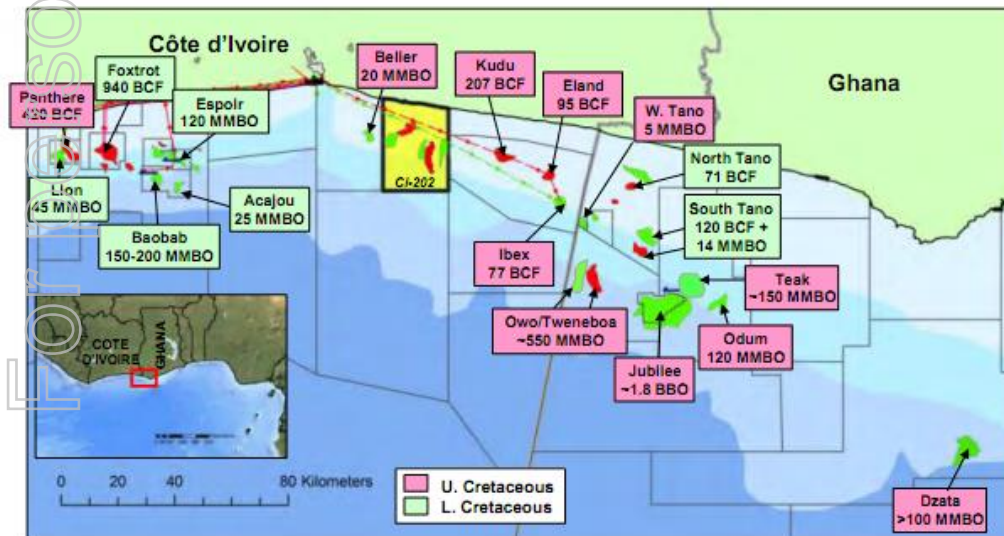 For personal
Côte d'Ivoire
Ghana
Foxtrot
940 BCF
Panthere
420 BCF
Espoir
120 MMBO
Lion
45 MMBO
Acajou
25 MMBO
Baobab
150-200 MMBO
Belier
20 MMBO
CI-202
Kudu
207 BCF
Eland
95 BCF
W. Tano
5 MMBO
North Tano
71 BCF
South Tano
120 BCF +
14 MMBO
Ibex
77 BCF
Owo/Tweneboa
~550 MMBO
Jubilee
~1.8 BBO
Teak
~150 MMBO
Odum
120 MMBO
Dzata
>100 MMBO
COTE
D'IVOIRE
GHANA
0 20 40 80 Kilometers
U. Cretaceous
L. Cretaceous